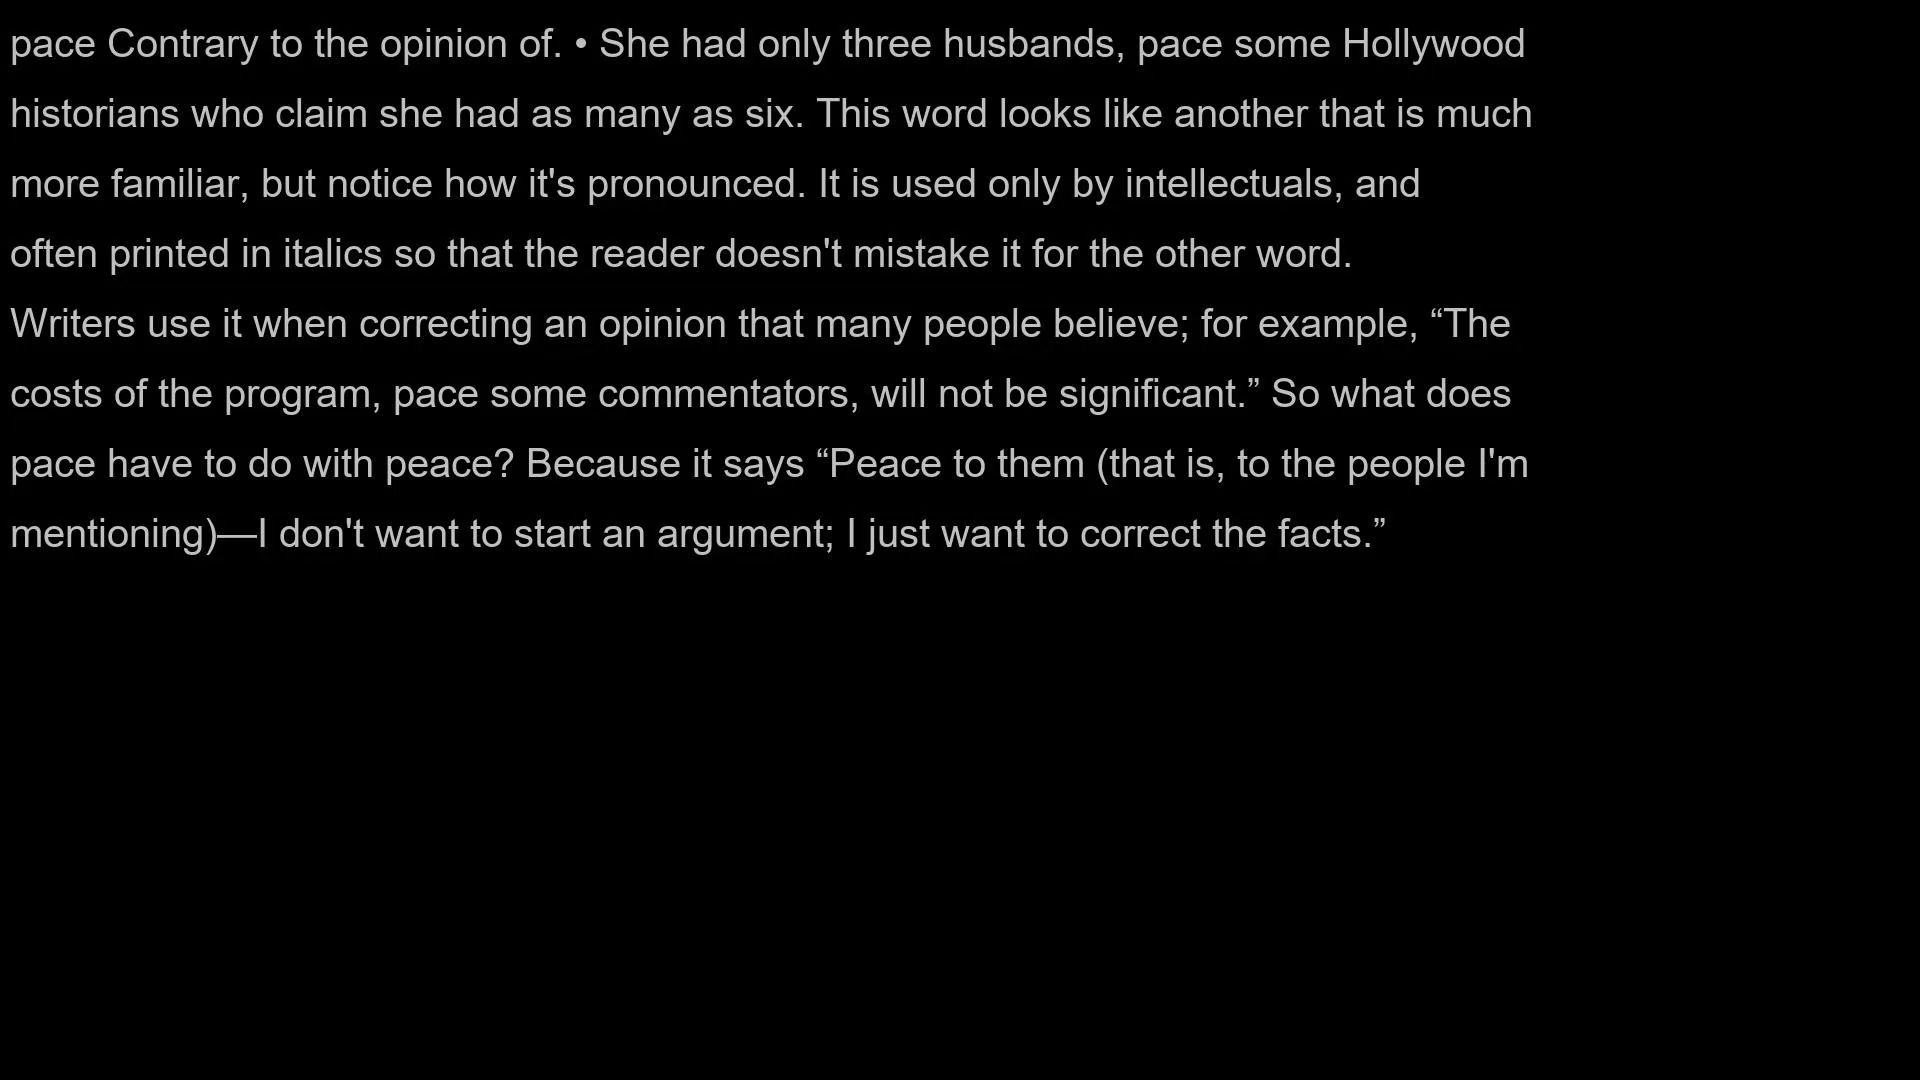 pace Contrary to the opinion of. • She had only three husbands, pace some Hollywood
historians who claim she had as many as six. This word looks like another that is much
more familiar, but notice how it's pronounced. It is used only by intellectuals, and
often printed in italics so that the reader doesn't mistake it for the other word.
Writers use it when correcting an opinion that many people believe; for example, “The
costs of the program, pace some commentators, will not be significant.” So what does
pace have to do with peace? Because it says “Peace to them (that is, to the people I'm
mentioning)—I don't want to start an argument; I just want to correct the facts.”